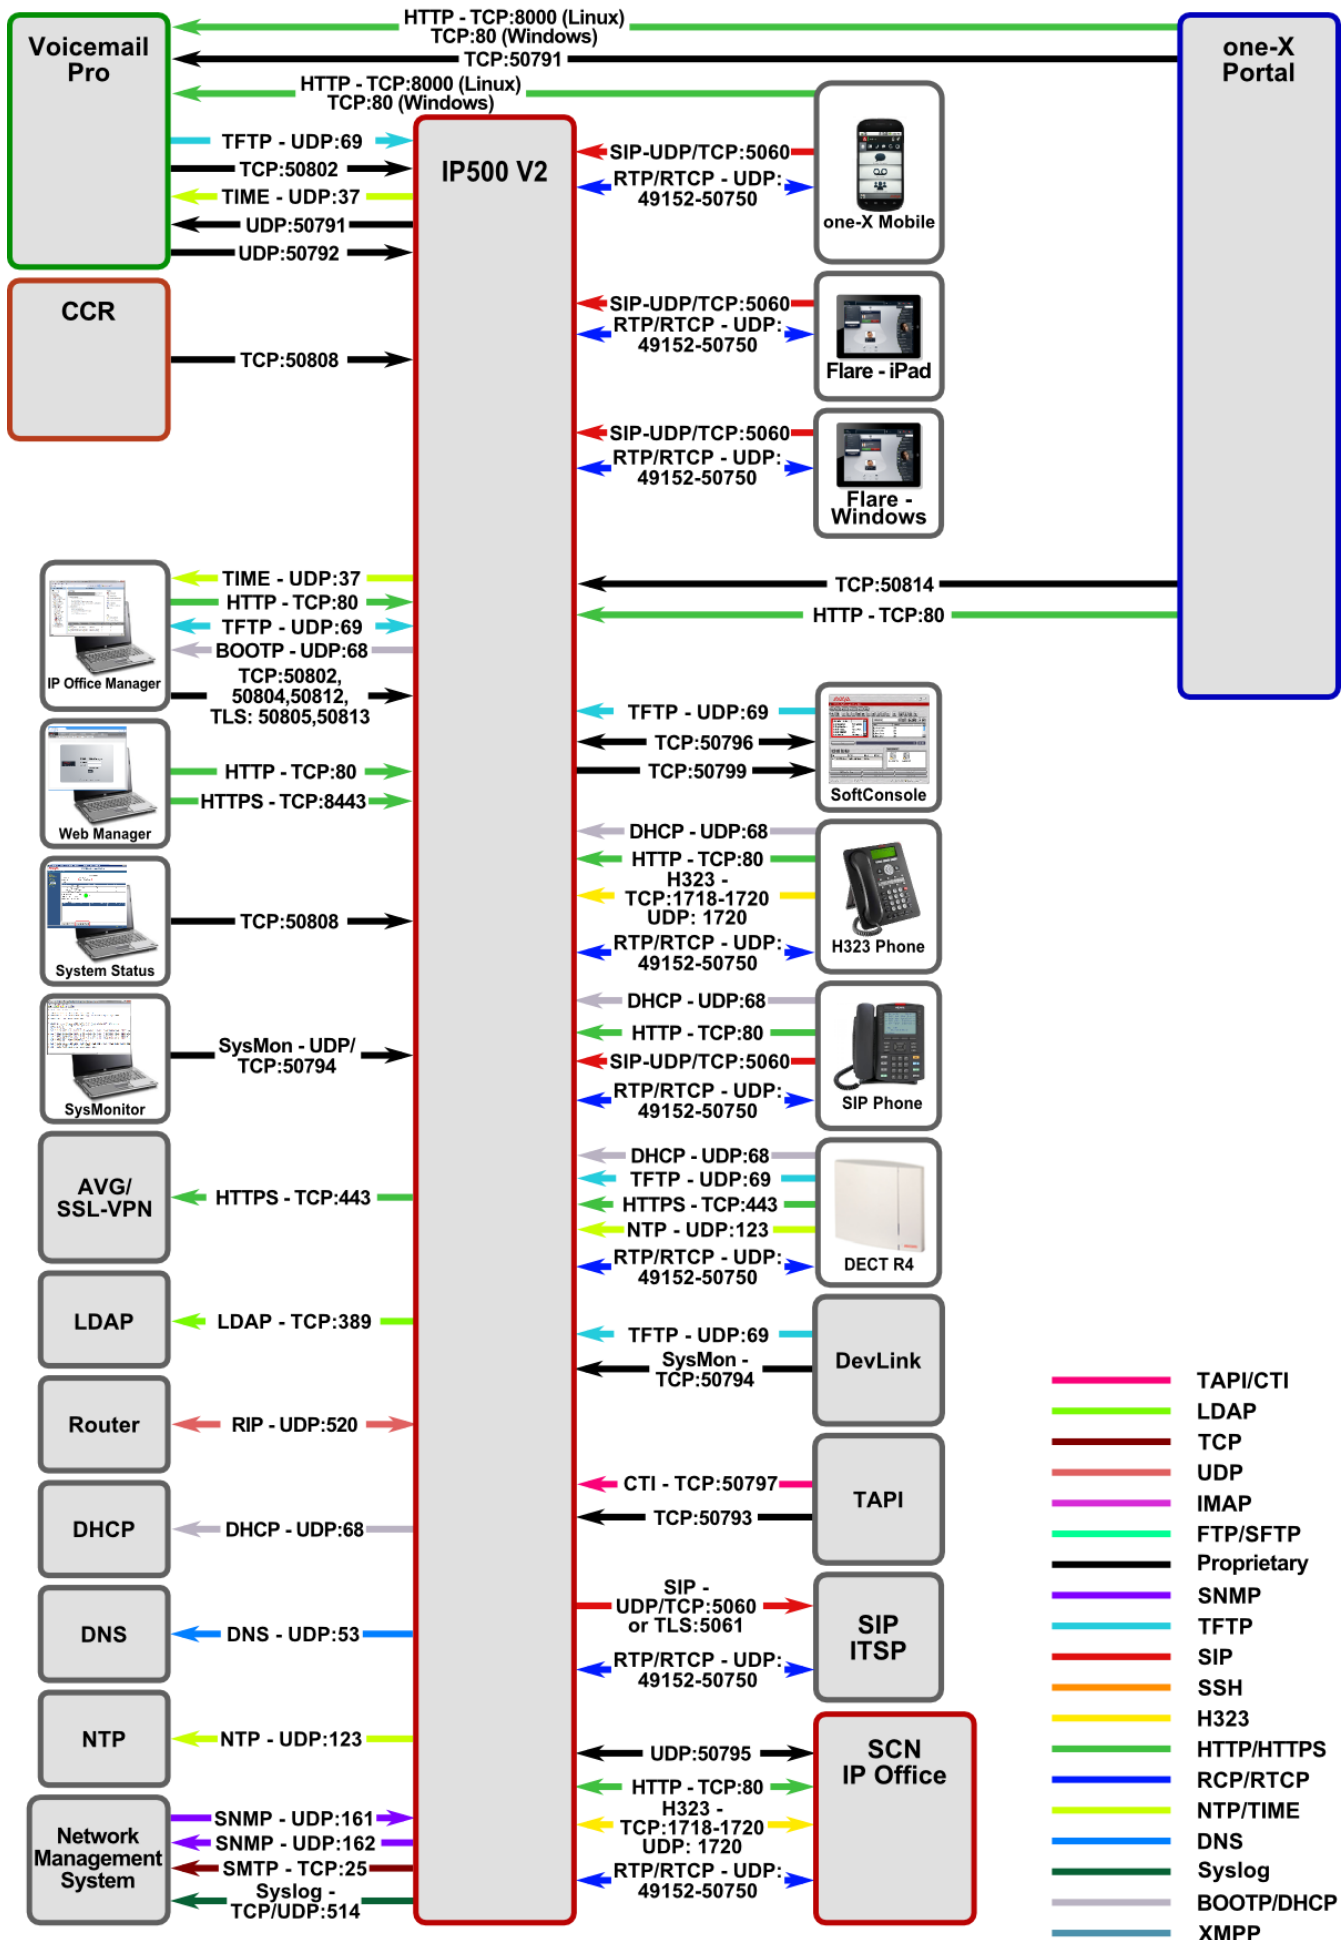 HTTP - TCP:8000 (Linux)
TCP:80 (Windows)
Voicemail
Pro
one-X
Portal
TCP:50791
HTTP - TCP:8000 (Linux)
TCP:80 (Windows)
TFTP - UDP:69
TCP:50802
TIME - UDP:37
UDP:50791
UDP:50792
IP500 V2
SIP-UDP/TCP:5060
RTP/RTCP - UDP:
49152-50750
one-X Mobile
CCR
TCP:50808
SIP-UDP/TCP:5060
RTP/RTCP - UDP:
49152-50750
Flare - iPad
SIP-UDP/TCP:5060
RTP/RTCP - UDP:
49152-50750
Flare -
Windows
TIME - UDP:37
HTTP - TCP:80
TFTP - UDP:69
BOOTP - UDP:68
TCP:50802,
50804,50812,
TLS: 50805,50813
IP Office Manager
TCP:50814
HTTP - TCP:80
TFTP - UDP:69
TCP:50796
TCP:50799
SoftConsole
HTTP - TCP:80
HTTPS - TCP:8443
Web Manager
DHCP - UDP:68
HTTP - TCP:80
H323 -
TCP:1718-1720
UDP: 1720
RTP/RTCP - UDP:
49152-50750
H323 Phone
TCP:50808
System Status
DHCP - UDP:68
HTTP - TCP:80
SIP-UDP/TCP:5060
RTP/RTCP - UDP:
49152-50750
SIP Phone
SysMon - UDP/
TCP:50794
SysMonitor
AVG/
SSL-VPN
HTTPS - TCP:443
DHCP - UDP:68
TFTP - UDP:69
HTTPS - TCP:443
NTP - UDP:123
RTP/RTCP - UDP:
49152-50750
DECT R4
LDAP
LDAP - TCP:389
TFTP - UDP:69
SysMon -
TCP:50794
DevLink
Router
RIP - UDP:520
CTI - TCP:50797
TCP:50793
TAPI
DHCP
DHCP - UDP:68
DNS
DNS - UDP:53
SIP -
UDP/TCP:5060
or TLS:5061
RTP/RTCP - UDP:
49152-50750
SIP
ITSP
NTP
NTP - UDP:123
UDP:50795
HTTP - TCP:80
H323 -
TCP:1718-1720
UDP: 1720
RTP/RTCP - UDP:
49152-50750
SCN
IP Office
Network
Management
System
SNMP - UDP:161
SNMP - UDP:162
SMTP - TCP:25
Syslog -
TCP/UDP:514
TAPI/CTI
LDAP
TCP
UDP
IMAP
FTP/SFTP
Proprietary
SNMP
TFTP
SIP
SSH
H323
HTTP/HTTPS
RCP/RTCP
NTP/TIME
DNS
Syslog
BOOTP/DHCP
XMPP